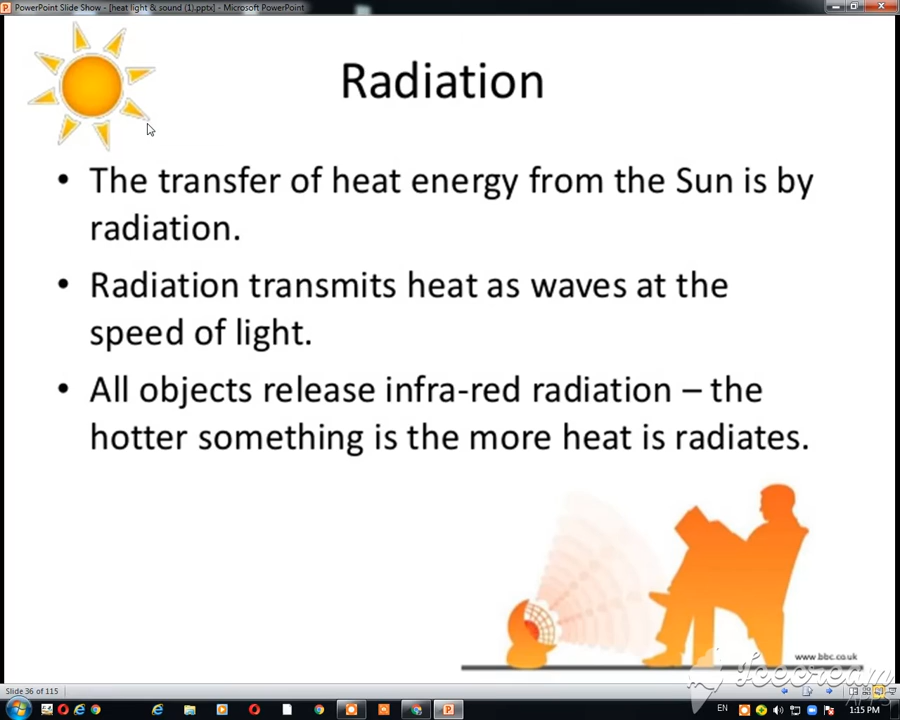 PowerPoint Slide Show - [heat light & sound (1).pptx] - Microsoft PowerPoint
Radiation
• The transfer of heat energy from the Sun is by
radiation.
• Radiation transmits heat as waves at the
speed of light.
• All objects release infra-red radiation – the
hotter something is the more heat is radiates.
www.bbc.co.uk
Icecream
APPS
Slide 36 of 115
EN
1:15 PM